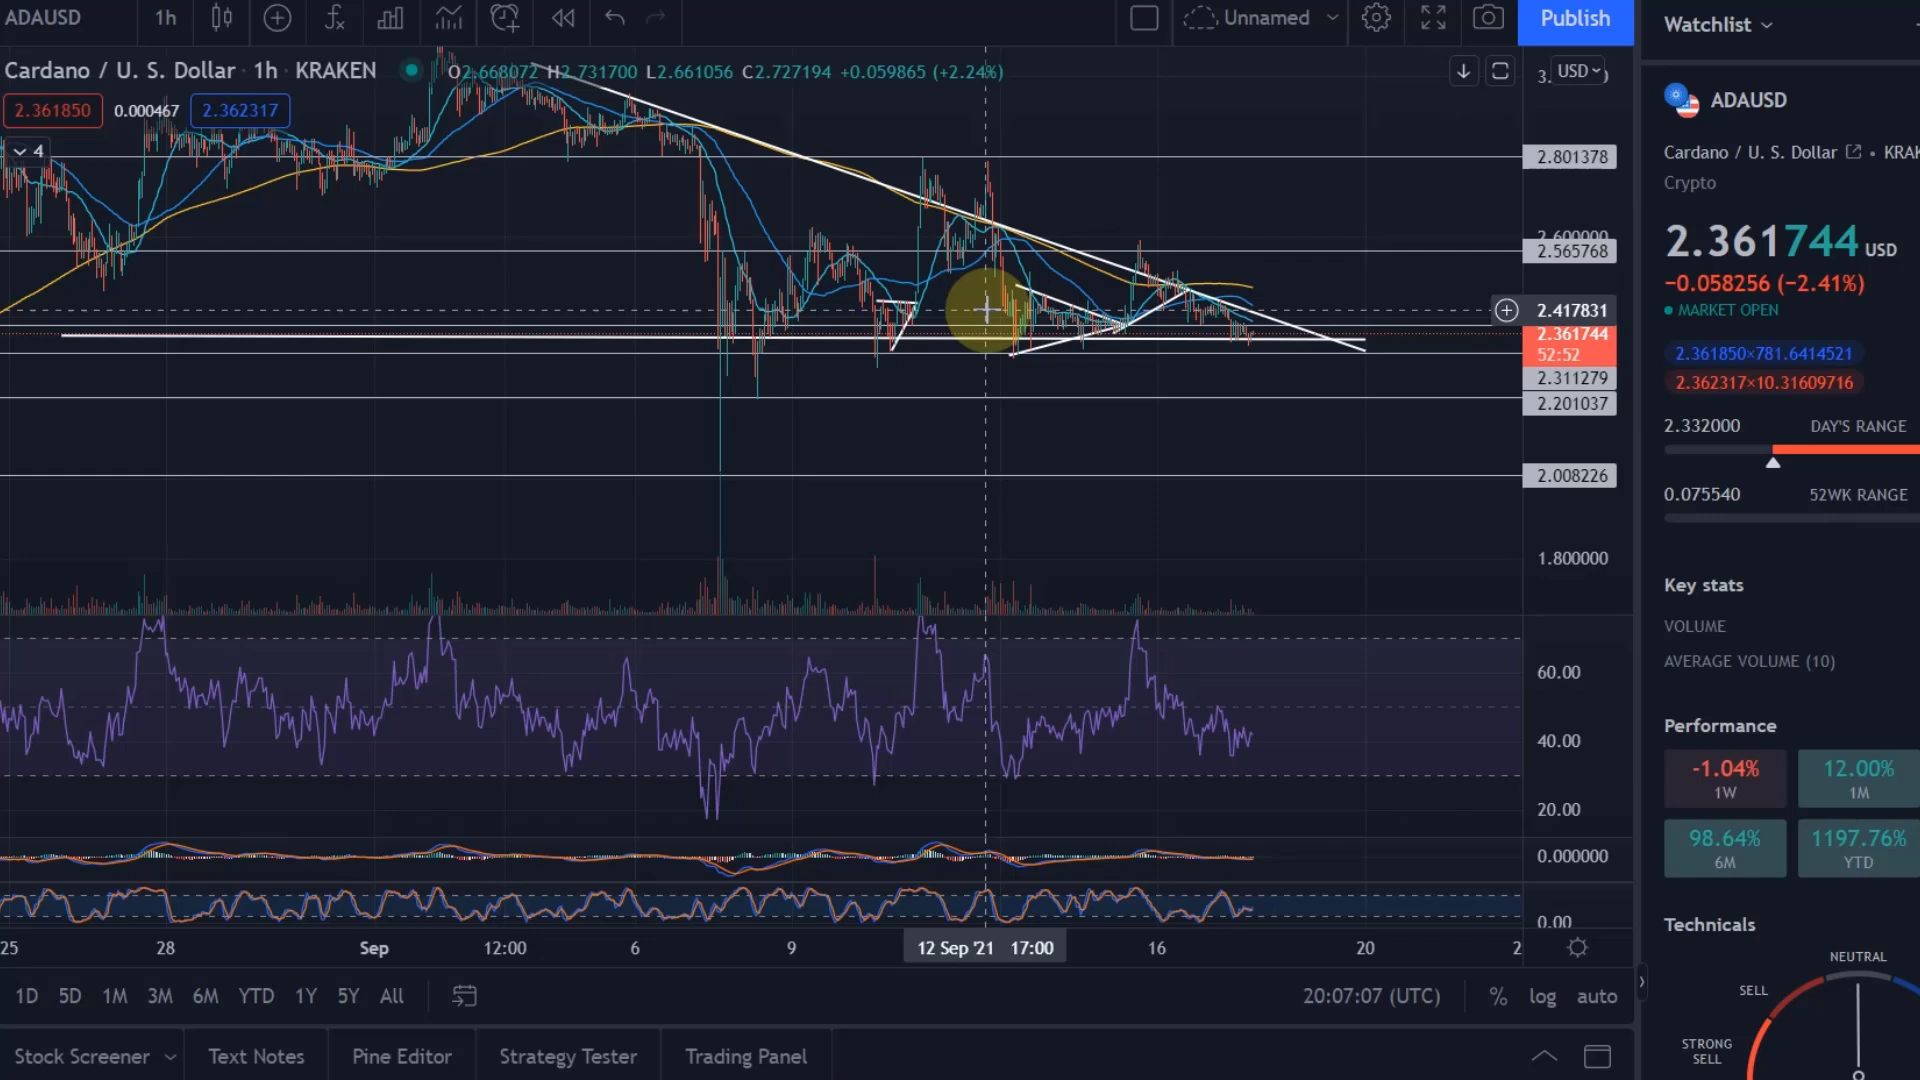 ADAUSD
1h
Unnamed
Publish
Watchlist
Cardano / U. S. Dollar · 1h · KRAKEN
O2.668072 H2.731700 L2.661056 C2.727194 +0.059865 (+2.24%)
USD
2.361850
0.000467
2.362317
4
2.801378
2.600000
2.565768
2.417831
2.361744
52:52
2.311279
2.201037
2.008226
1.800000
60.00
40.00
20.00
0.000000
0.00
25
28
Sep
12:00
6
9
12 Sep '21 17:00
16
20
2
1D
5D
1M
3M
6M
YTD
1Y
5Y
All
20:07:07 (UTC)
%
log
auto
Stock Screener
Text Notes
Pine Editor
Strategy Tester
Trading Panel
ADAUSD
Cardano / U. S. Dollar • KRAK
Crypto
2.361744 USD
−0.058256 (−2.41%)
MARKET OPEN
2.361850×781.6414521
2.362317×10.31609716
2.332000 DAY'S RANGE
0.075540 52WK RANGE
Key stats
VOLUME
AVERAGE VOLUME (10)
Performance
-1.04%
1W
12.00%
1M
98.64%
6M
1197.76%
YTD
Technicals
NEUTRAL
SELL
STRONG
SELL